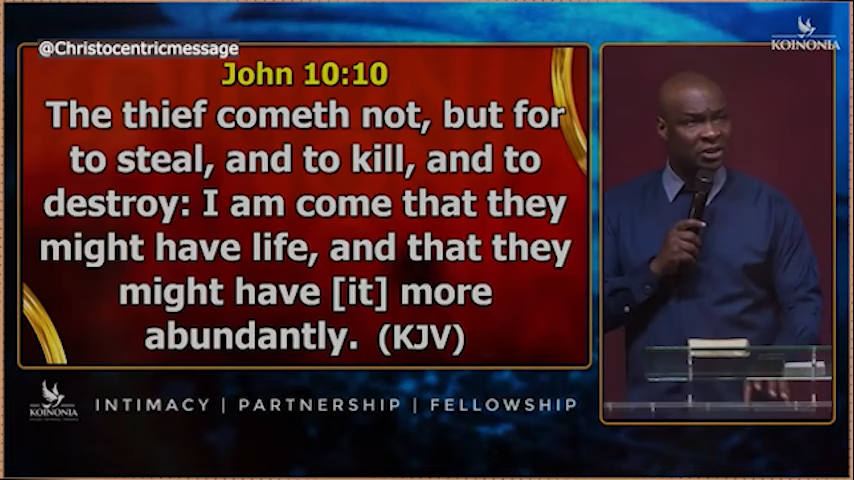 @Christocentricmessage
KOINONIA
John 10:10
The thief cometh not, but for
to steal, and to kill, and to
destroy: I am come that they
might have life, and that they
might have [it] more
abundantly. (KJV)
KOINONIA
INTIMACY | PARTNERSHIP | FELLOWSHIP